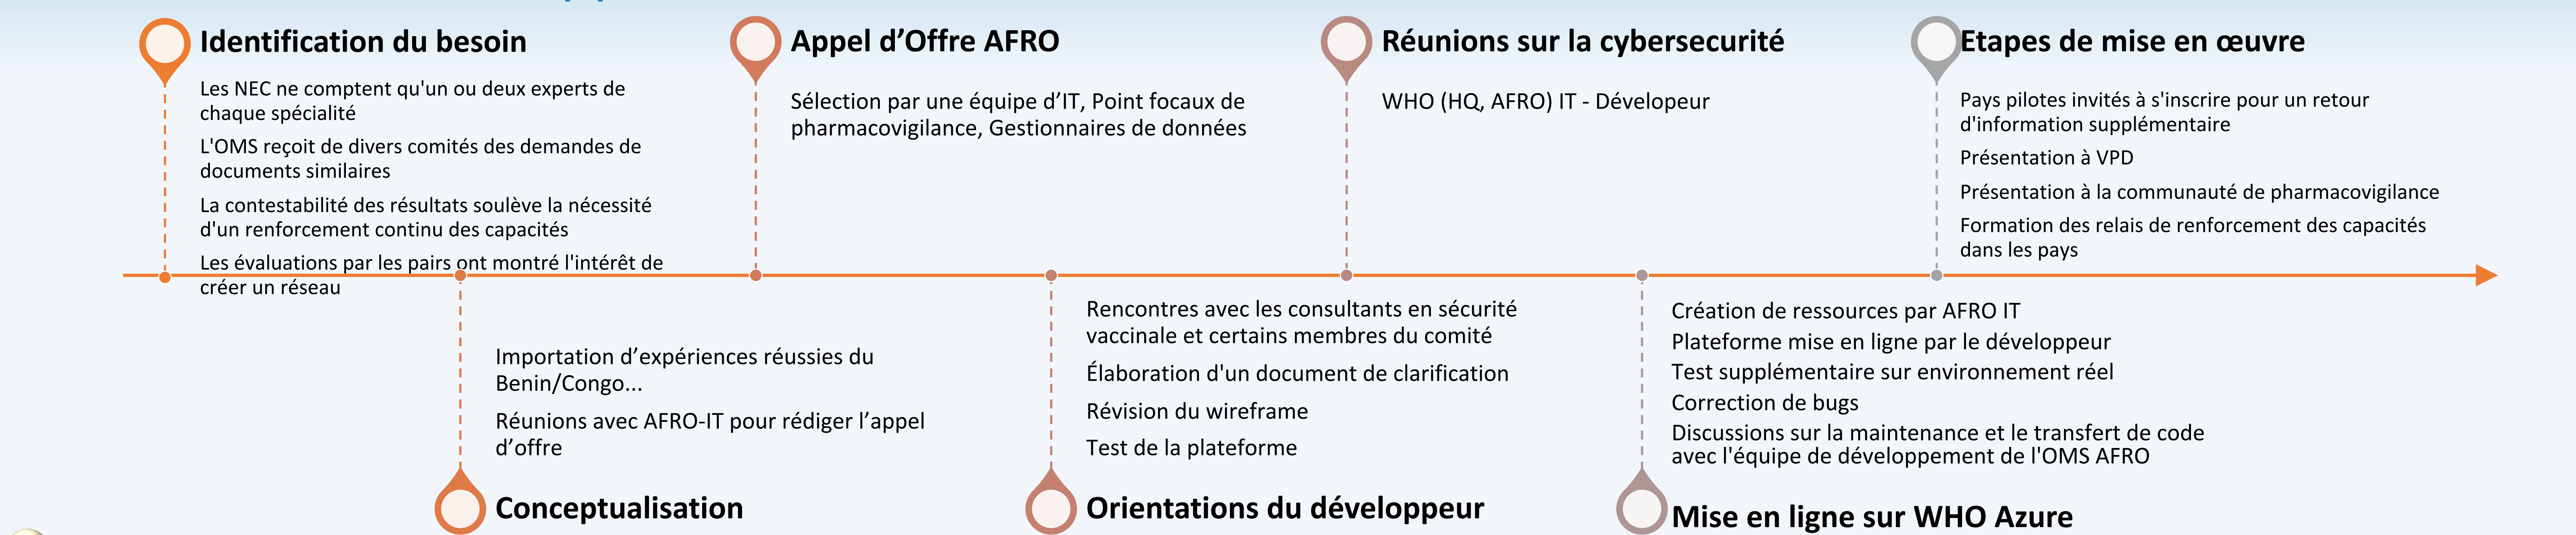 Identification du besoin
Les NEC ne comptent qu'un ou deux experts de
chaque spécialité
L'OMS reçoit de divers comités des demandes de
documents similaires
La contestabilité des résultats soulève la nécessité
d'un renforcement continu des capacités
Les évaluations par les pairs ont montré l'intérêt de
créer un réseau
Importation d’expériences réussies du
Benin/Congo...
Réunions avec AFRO-IT pour rédiger l’appel
d’offre
Conceptualisation
Appel d’Offre AFRO
Sélection par une équipe d’IT, Point focaux de
pharmacovigilance, Gestionnaires de données
Rencontres avec les consultants en sécurité
vaccinale et certains membres du comité
Élaboration d'un document de clarification
Révision du wireframe
Test de la plateforme
Orientations du développeur
Réunions sur la cybersecurité
WHO (HQ, AFRO) IT - Dévelopeur
Création de ressources par AFRO IT
Plateforme mise en ligne par le développeur
Test supplémentaire sur environnement réel
Correction de bugs
Discussions sur la maintenance et le transfert de code
avec l'équipe de développement de l'OMS AFRO
Mise en ligne sur WHO Azure
Etapes de mise en œuvre
Pays pilotes invités à s'inscrire pour un retour
d'information supplémentaire
Présentation à VPD
Présentation à la communauté de pharmacovigilance
Formation des relais de renforcement des capacités
dans les pays